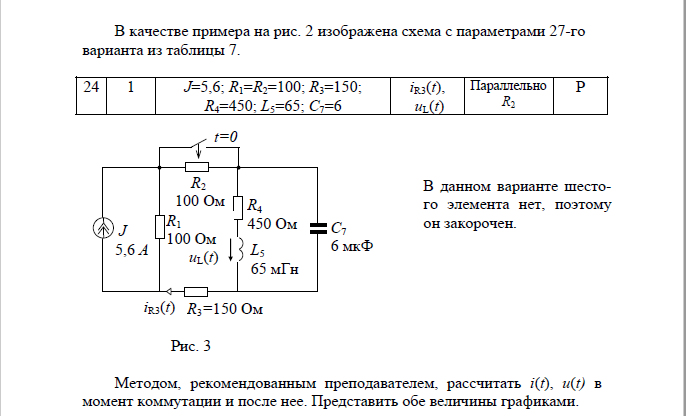 В качестве примера на рис. 2 изображена схема с параметрами 27-го
варианта из таблицы 7.
24 1 J=5,6; R1=R2=100; R3=150; iR3(t), Параллельно Р
R4=450; L5=65; C7=6 uL(t) R2
t=0
R2
100 Ом R4
R1 450 Ом C7
J 100 Ом L5 6 мкФ
5,6 А uL(t) 65 мГн
iR3(t) R3=150 Ом
В данном варианте шесто-
го элемента нет, поэтому
он закорочен.
Рис. 3
Методом, рекомендованным преподавателем, рассчитать i(t), u(t) в
момент коммутации и после нее. Представить обе величины графиками.